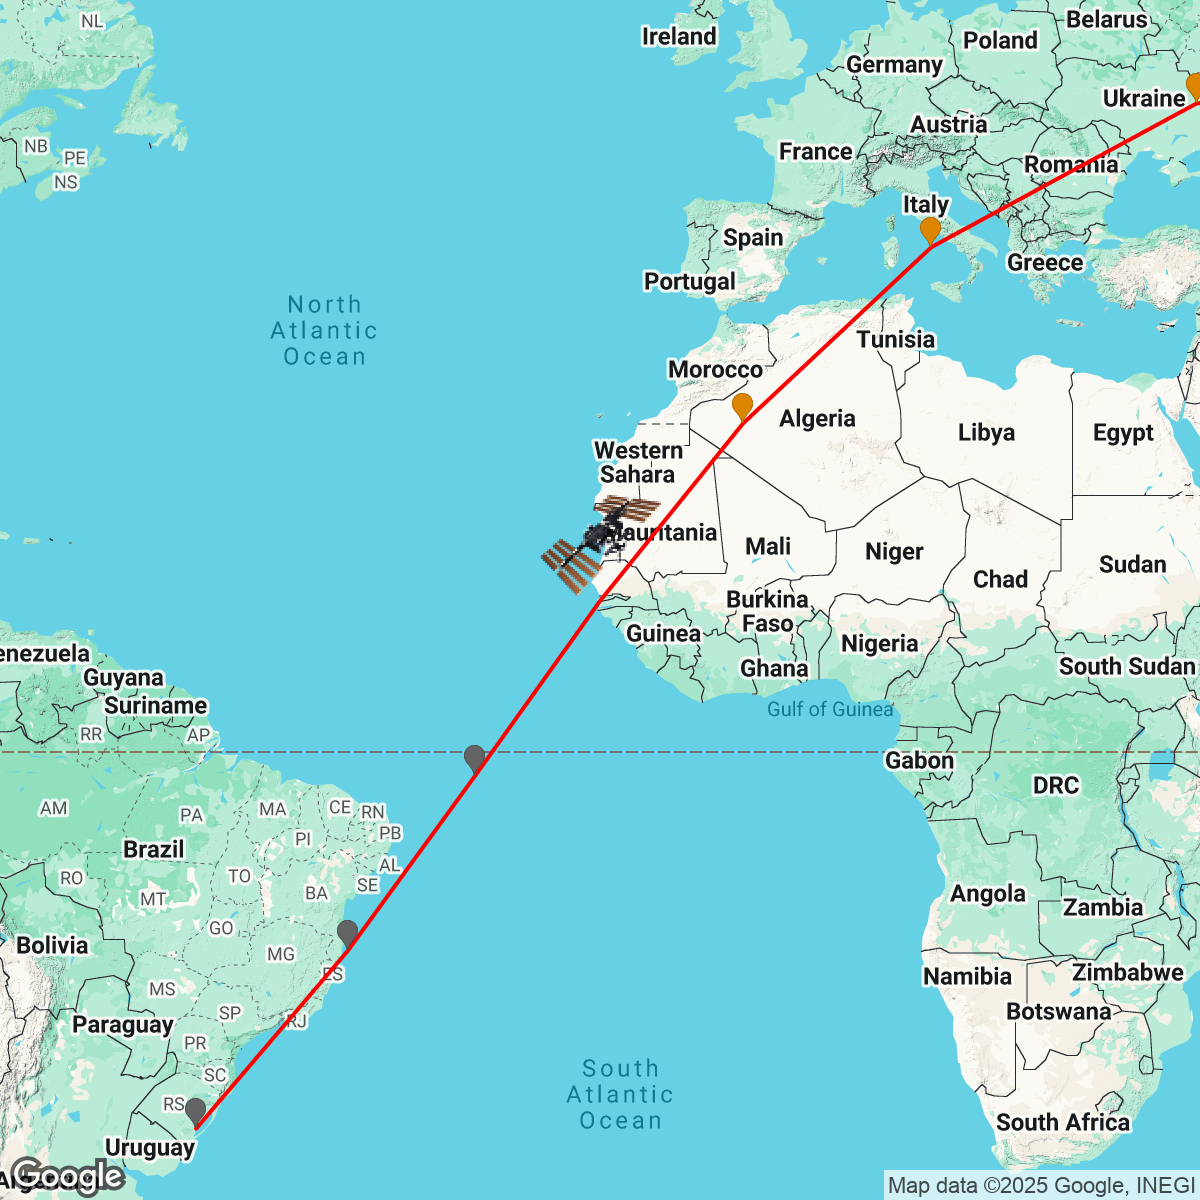 NL
Ireland
Belarus
Poland
Germany
Ukraine
Austria
NB
PE
NS
France
Romania
Italy
Spain
Greece
Portugal
North
Atlantic
Ocean
Tunisia
Morocco
Algeria
Libya
Egypt
Western
Sahara
Mauritania
Mali
Niger
Chad
Sudan
Burkina
Faso
Guinea
Nigeria
enezuela
Ghana
South Sudan
Guyana
Suriname
Gulf of Guinea
RR
AP
Gabon
DRC
AM
PA
MA
CE
RN
PI
PB
Brazil
AL
RO
TO
SE
MT
BA
Angola
Zambia
GO
Bolivia
MG
ES
Namibia
Zimbabwe
MS
SP
RJ
Botswana
Paraguay
PR
South
Atlantic
Ocean
SC
RS
South Africa
Uruguay
Google
Map data ©2025 Google, INEGI